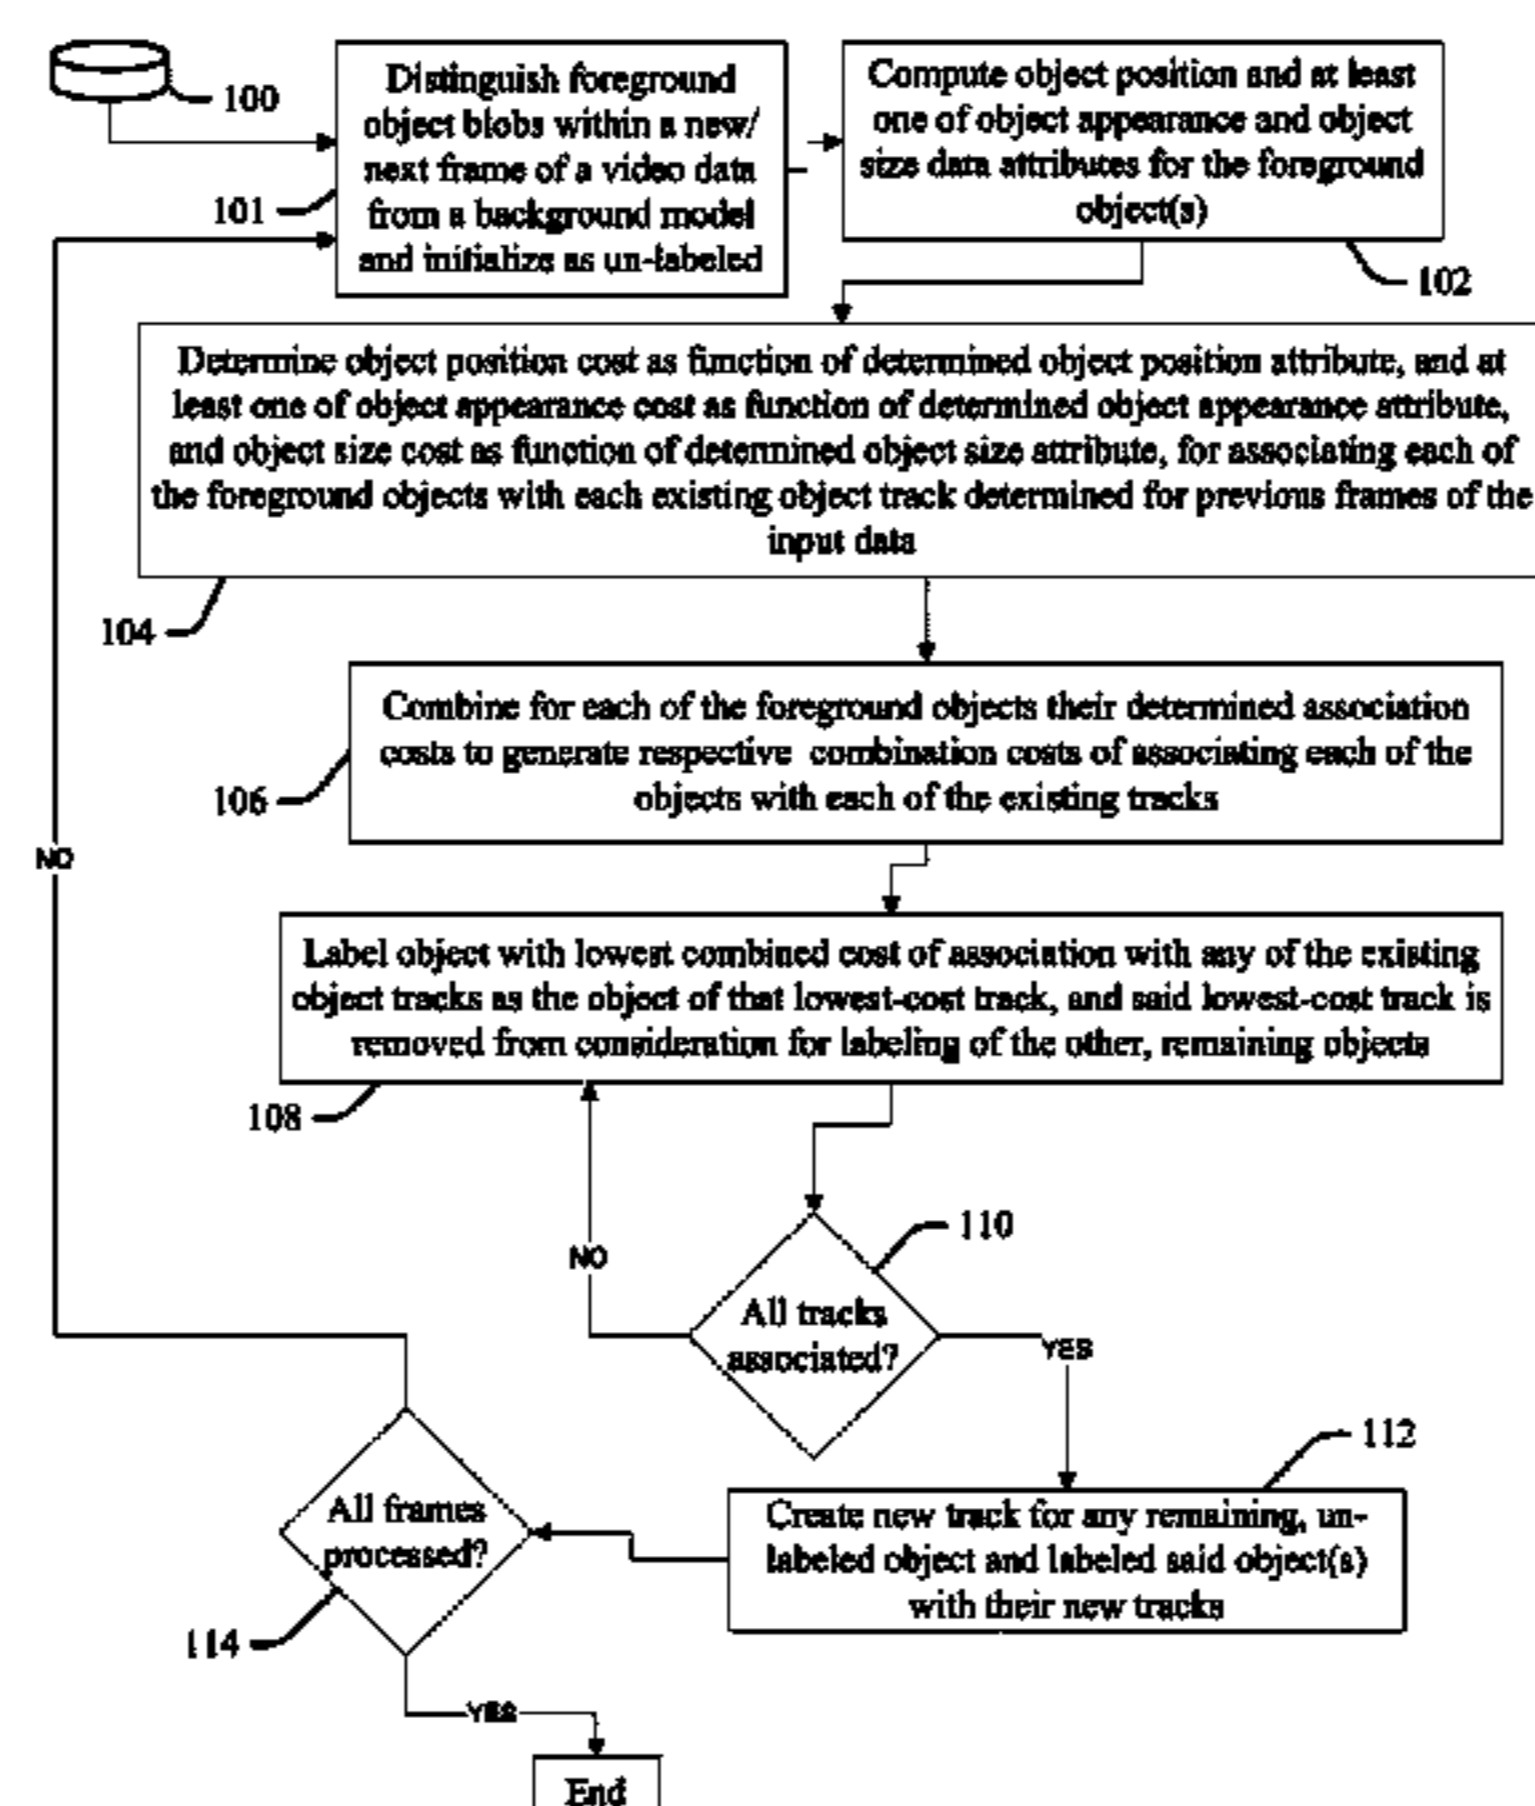 100
Distinguish foreground
object blobs within a new/
next frame of a video data
from a background model
and initialize as un-labeled
101
Compute object position and at least
one of object appearance and object
size data attributes for the foreground
object(s)
102
Determine object position cost as function of determined object position attribute, and at
least one of object appearance cost as function of determined object appearance attribute,
and object size cost as function of determined object size attribute, for associating each of
the foreground objects with each existing object track determined for previous frames of the
input data
104
Combine for each of the foreground objects their determined association
costs to generate respective combination costs of associating each of the
objects with each of the existing tracks
106
NO
Label object with lowest combined cost of association with any of the existing
object tracks as the object of that lowest-cost track, and said lowest-cost track is
removed from consideration for labeling of the other, remaining objects
108
110
NO
All tracks
associated?
YES
112
Create new track for any remaining, un-
labeled object and labeled said object(s)
with their new tracks
All frames
processed?
114
YES
End